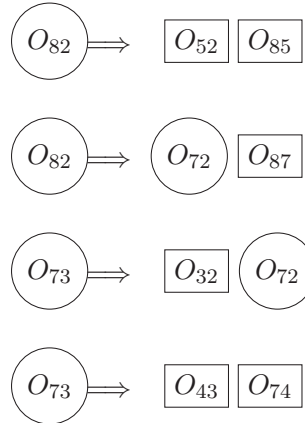 O₈₂ ⟹ O₅₂ O₈₅
O₈₂ ⟹ O₇₂ O₈₇
O₇₃ ⟹ O₃₂ O₇₂
O₇₃ ⟹ O₄₃ O₇₄